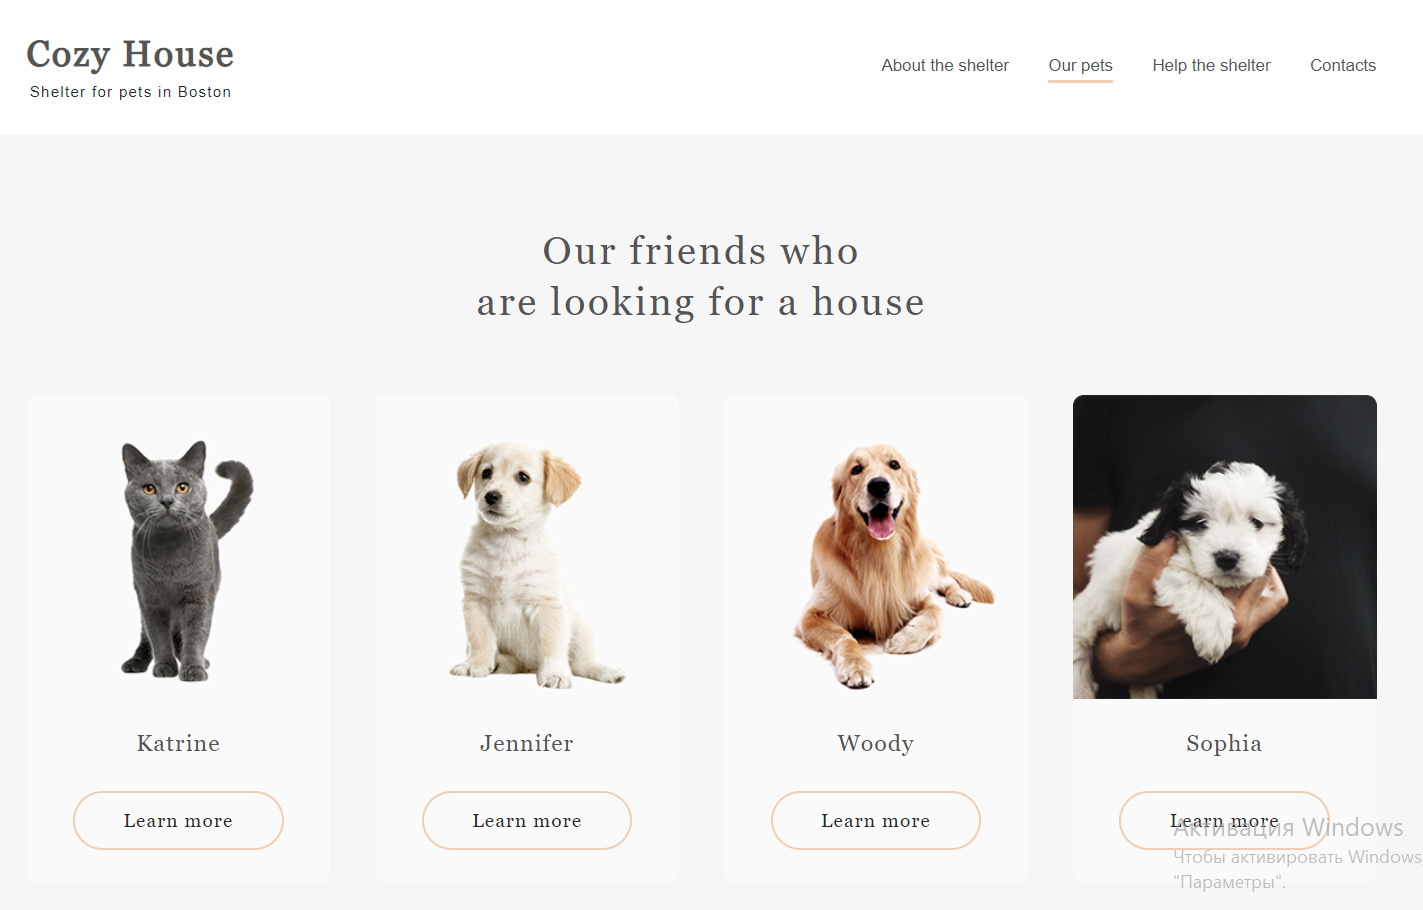 Cozy House
Shelter for pets in Boston
About the shelter
Our pets
Help the shelter
Contacts
Our friends who
are looking for a house
Katrine
Jennifer
Woody
Sophia
Learn more
Learn more
Learn more
Learn more
Активация Windows
Чтобы активировать Windows
"Параметры".